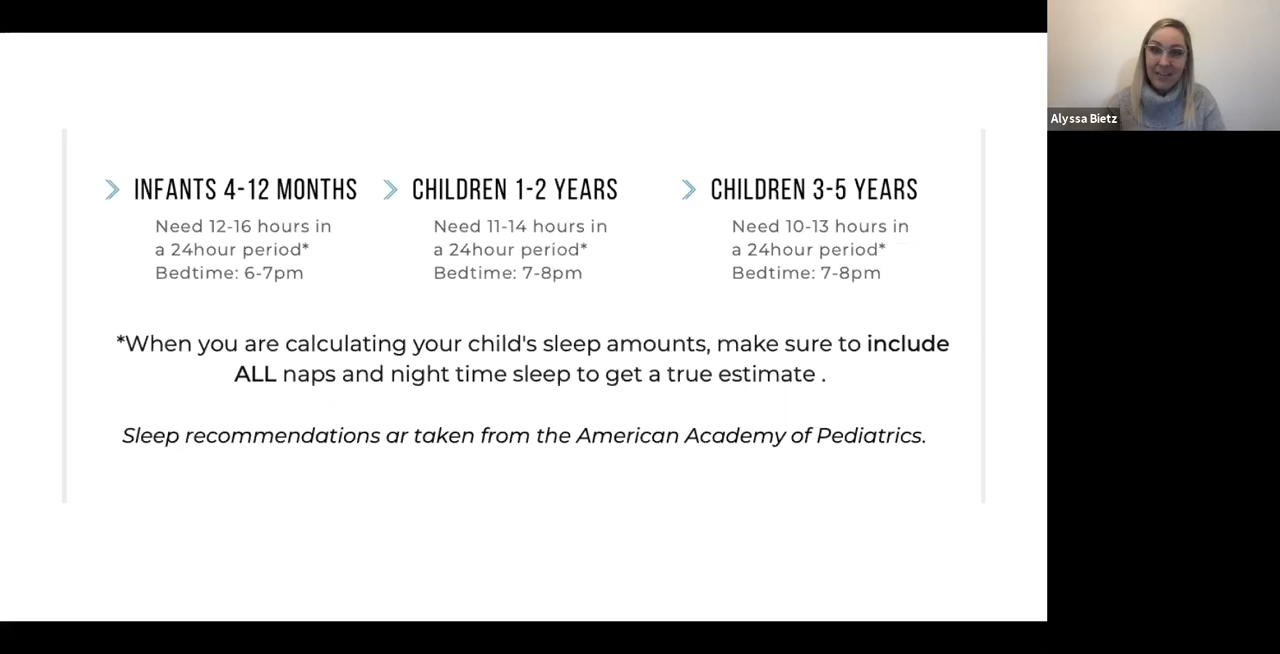 INFANTS 4-12 MONTHS
Need 12-16 hours in
a 24hour period*
Bedtime: 6-7pm
CHILDREN 1-2 YEARS
Need 11-14 hours in
a 24hour period*
Bedtime: 7-8pm
CHILDREN 3-5 YEARS
Need 10-13 hours in
a 24hour period*
Bedtime: 7-8pm
*When you are calculating your child's sleep amounts, make sure to include
ALL naps and night time sleep to get a true estimate .
Sleep recommendations ar taken from the American Academy of Pediatrics.
Alyssa Bietz